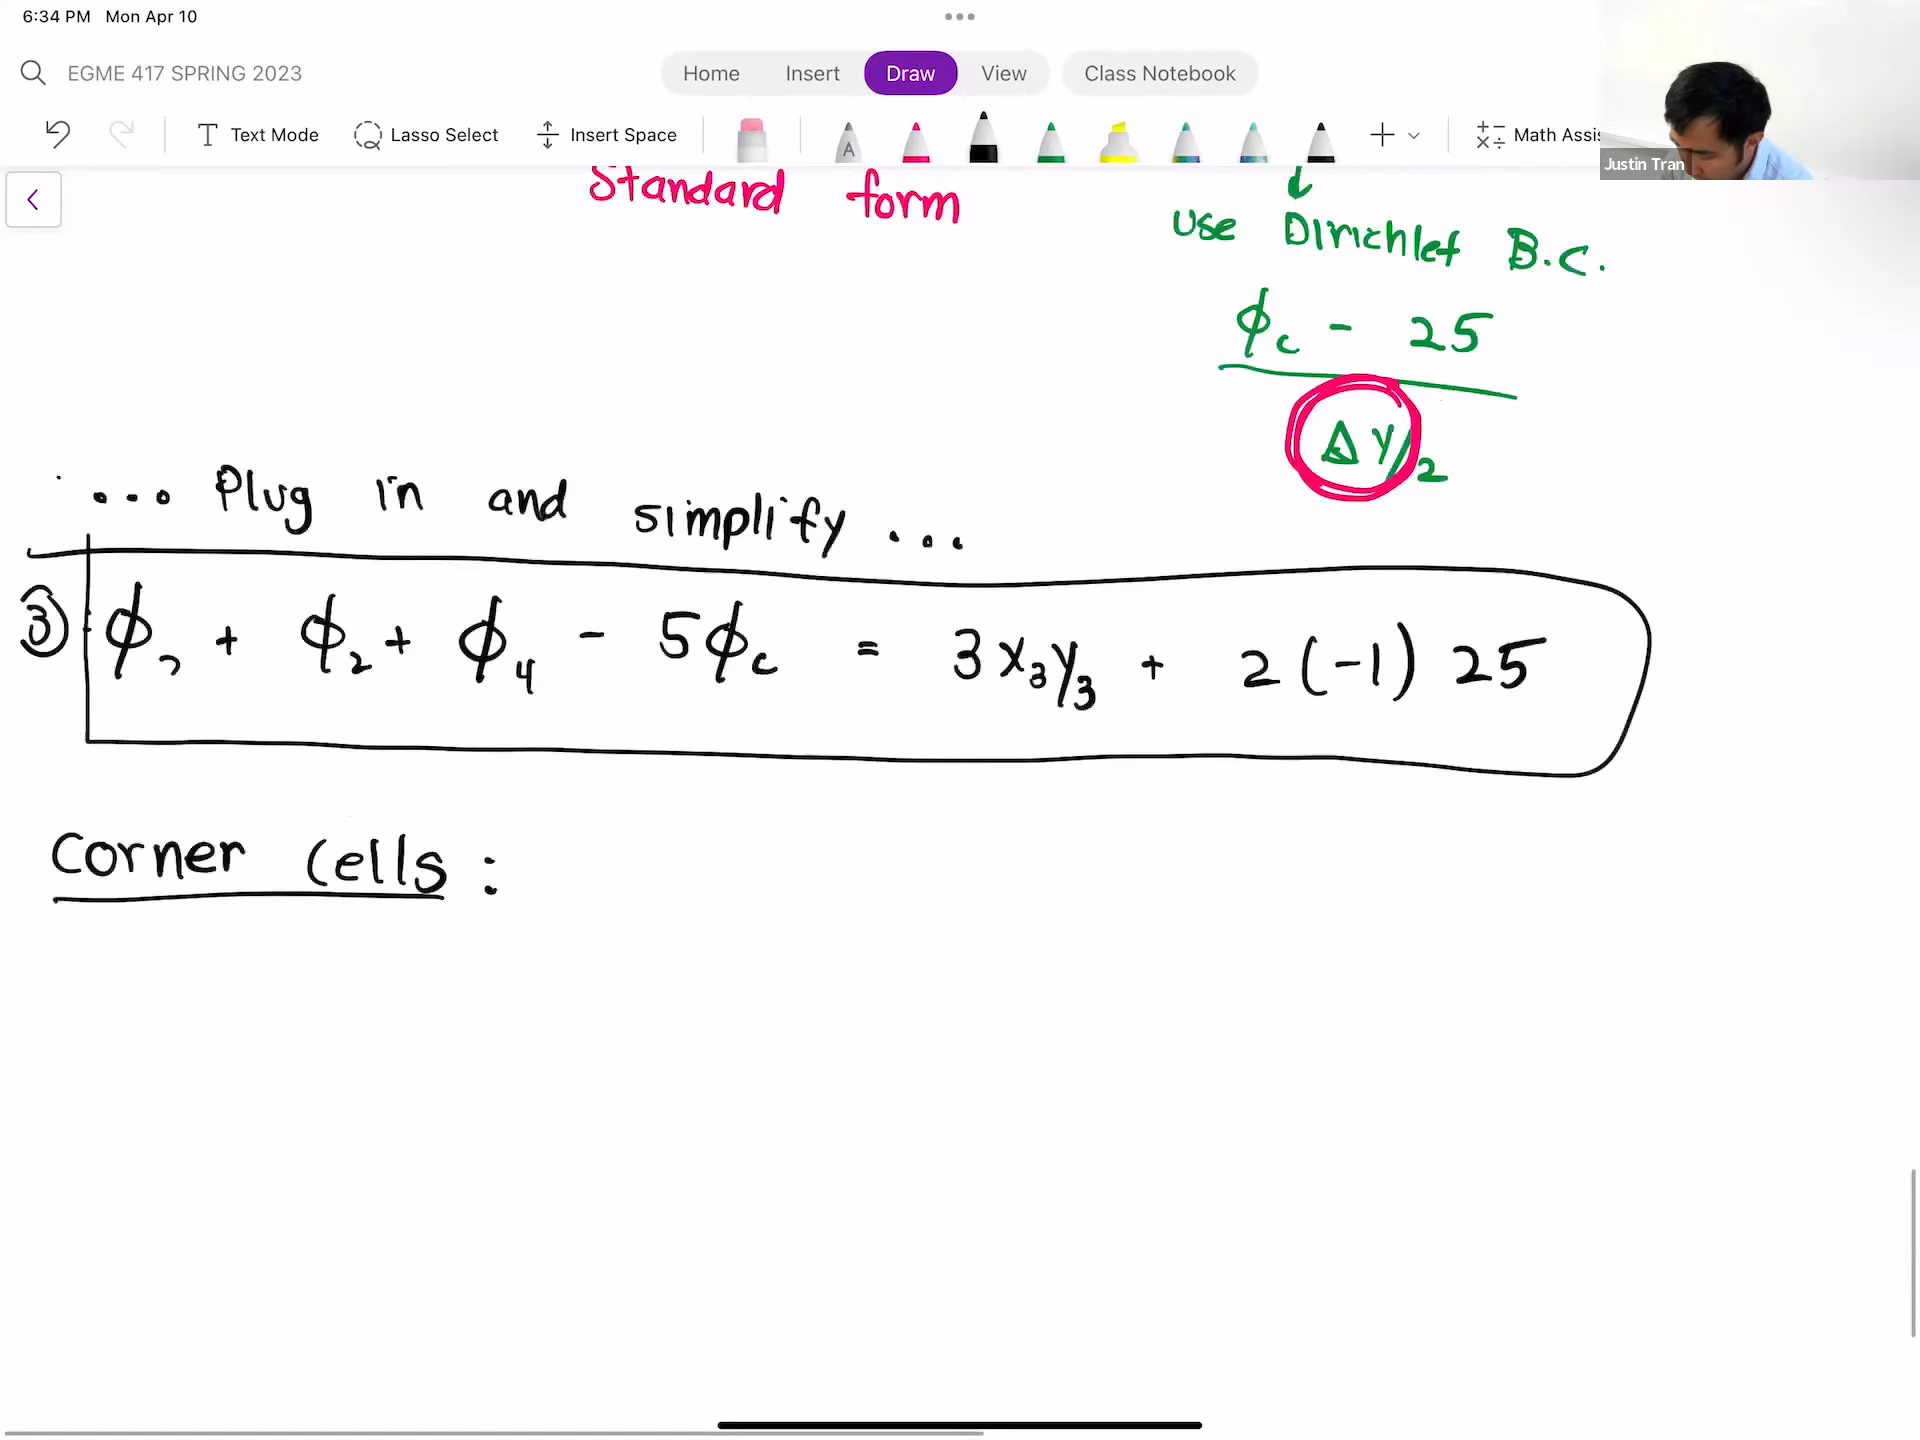 6:34 PM Mon Apr 10
EGME 417 SPRING 2023
Home Insert Draw View Class Notebook
Text Mode Lasso Select Insert Space A Math Assis
Justin Tran
Standard form
use Dirichlet B.C.
ϕc - 25
Δy/2
... Plug in and simplify ...
③ ϕ + ϕ2 + ϕ4 - 5ϕc = 3x3y3 + 2(-1) 25
Corner Cells :